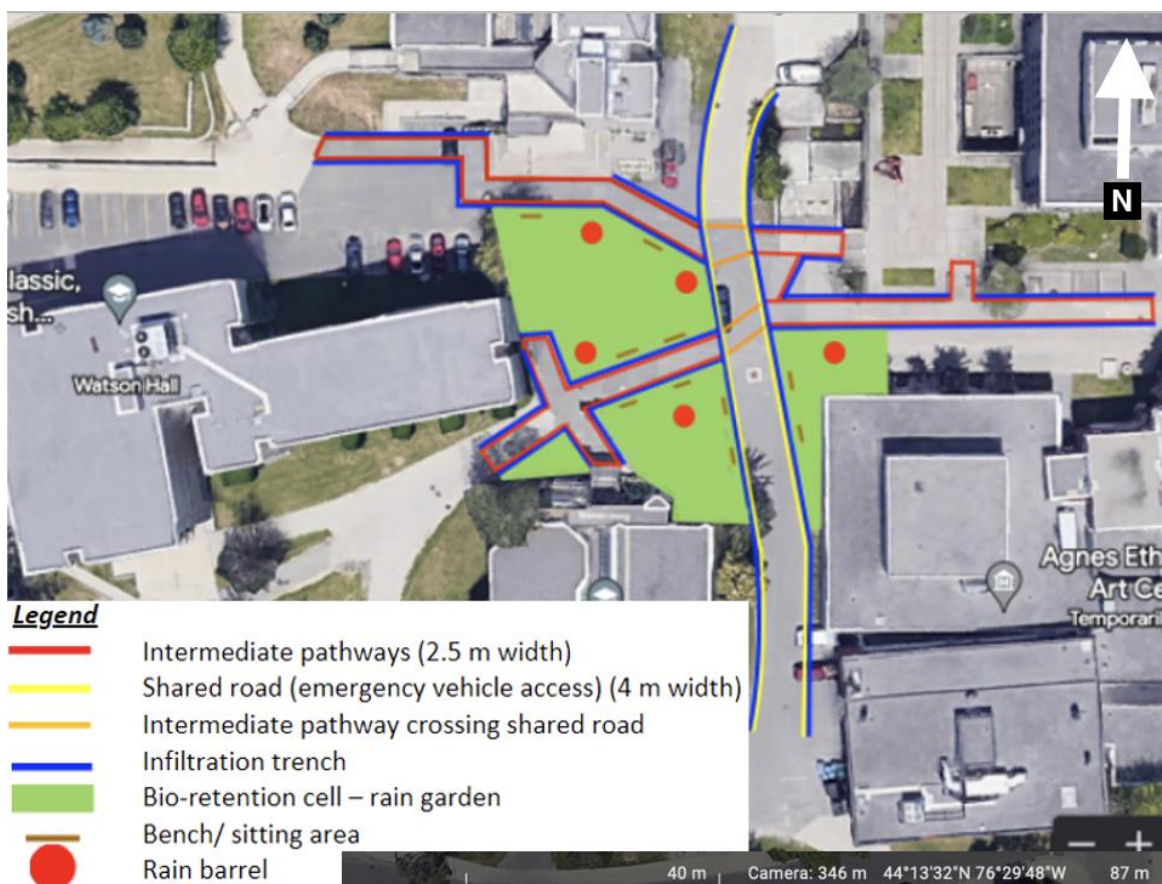 N
lassic,
sh...
Watson Hall
Agnes Eth
Art Ce
Temporaril
Legend
Intermediate pathways (2.5 m width)
Shared road (emergency vehicle access) (4 m width)
Intermediate pathway crossing shared road
Infiltration trench
Bio-retention cell – rain garden
Bench/ sitting area
Rain barrel
40 m Camera: 346 m 44°13'32"N 76°29'48"W 87 m